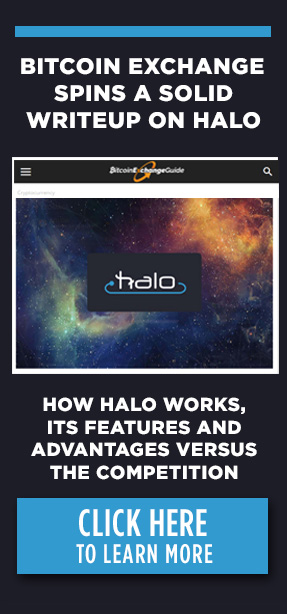 BITCOIN EXCHANGE
SPINS A SOLID
WRITEUP ON HALO
BitcoinExchangeGuide
Cryptocurrency
halo
HOW HALO WORKS,
ITS FEATURES AND
ADVANTAGES VERSUS
THE COMPETITION
CLICK HERE
TO LEARN MORE